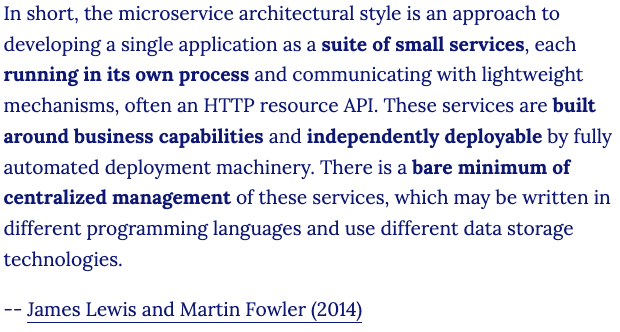 In short, the microservice architectural style is an approach to
developing a single application as a suite of small services, each
running in its own process and communicating with lightweight
mechanisms, often an HTTP resource API. These services are built
around business capabilities and independently deployable by fully
automated deployment machinery. There is a bare minimum of
centralized management of these services, which may be written in
different programming languages and use different data storage
technologies.
-- James Lewis and Martin Fowler (2014)